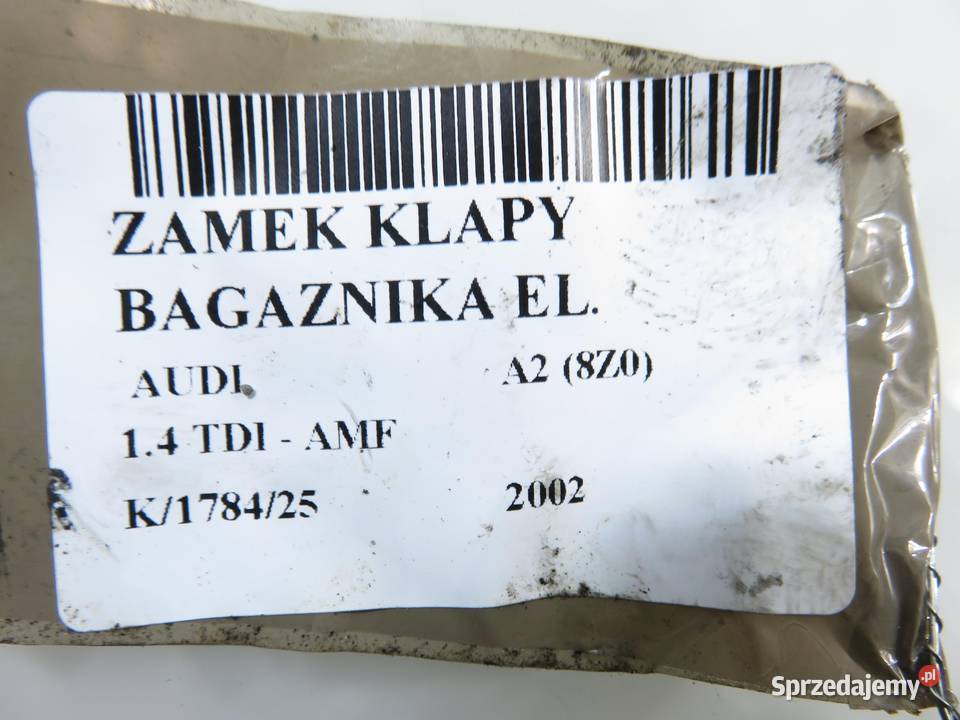 ZAMEK KLAPY
BAGAZNIKA EL.
AUDI A2 (8Z0)
1.4 TDI - AMF
K/1784/25 2002
Sprzedajemy.pl